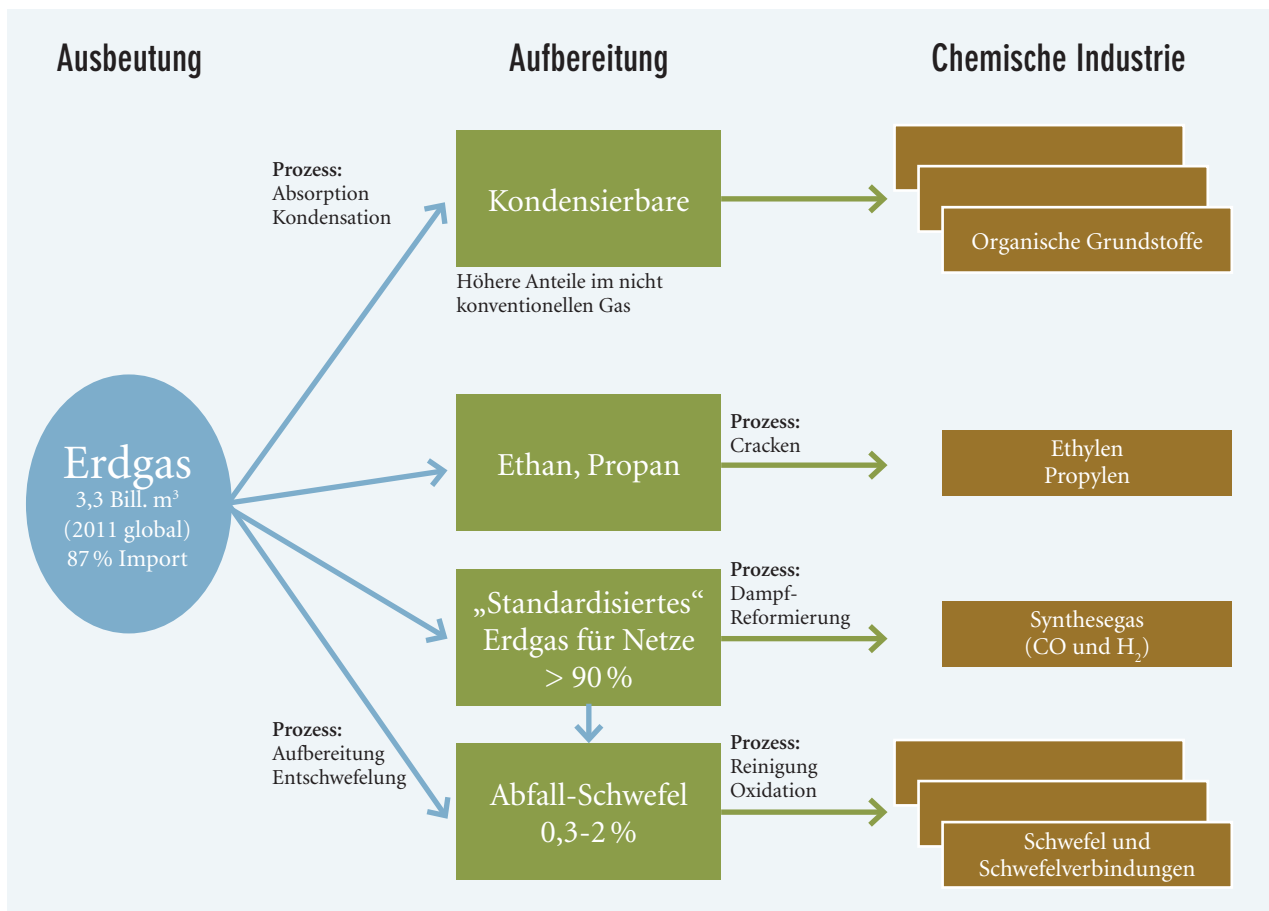 Ausbeutung
Aufbereitung
Chemische Industrie
Prozess:
Absorption
Kondensation
Kondensierbare
Höhere Anteile im nicht
konventionellen Gas
Organische Grundstoffe
Erdgas
3,3 Bill. m³
(2011 global)
87 % Import
Ethan, Propan
Prozess:
Cracken
Ethylen
Propylen
„Standardisiertes“
Erdgas für Netze
> 90 %
Prozess:
Dampf-
Reformierung
Synthesegas
(CO und H₂)
Prozess:
Aufbereitung
Entschwefelung
Abfall-Schwefel
0,3-2 %
Prozess:
Reinigung
Oxidation
Schwefel und
Schwefelverbindungen